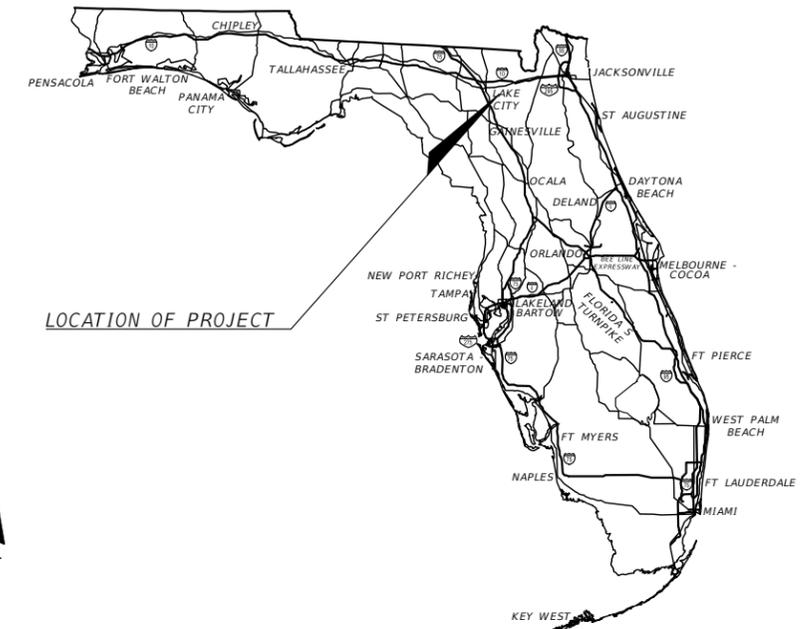 CHIPLEY
PENSACOLA
FORT WALTON
BEACH
PANAMA
CITY
TALLAHASSEE
LAKE
CITY
JACKSONVILLE
ST AUGUSTINE
GAINESVILLE
OCALA
DAYTONA
BEACH
DELAND
ORLANDO
BEE LINE
EXPRESSWAY
MELBOURNE -
COCOA
NEW PORT RICHEY
TAMPA
ST PETERSBURG
LAKELAND
BARTOW
FLORIDA'S
TURNPIKE
LOCATION OF PROJECT
SARASOTA -
BRADENTON
FT PIERCE
WEST PALM
BEACH
FT MYERS
NAPLES
FT LAUDERDALE
MIAMI
KEY WEST